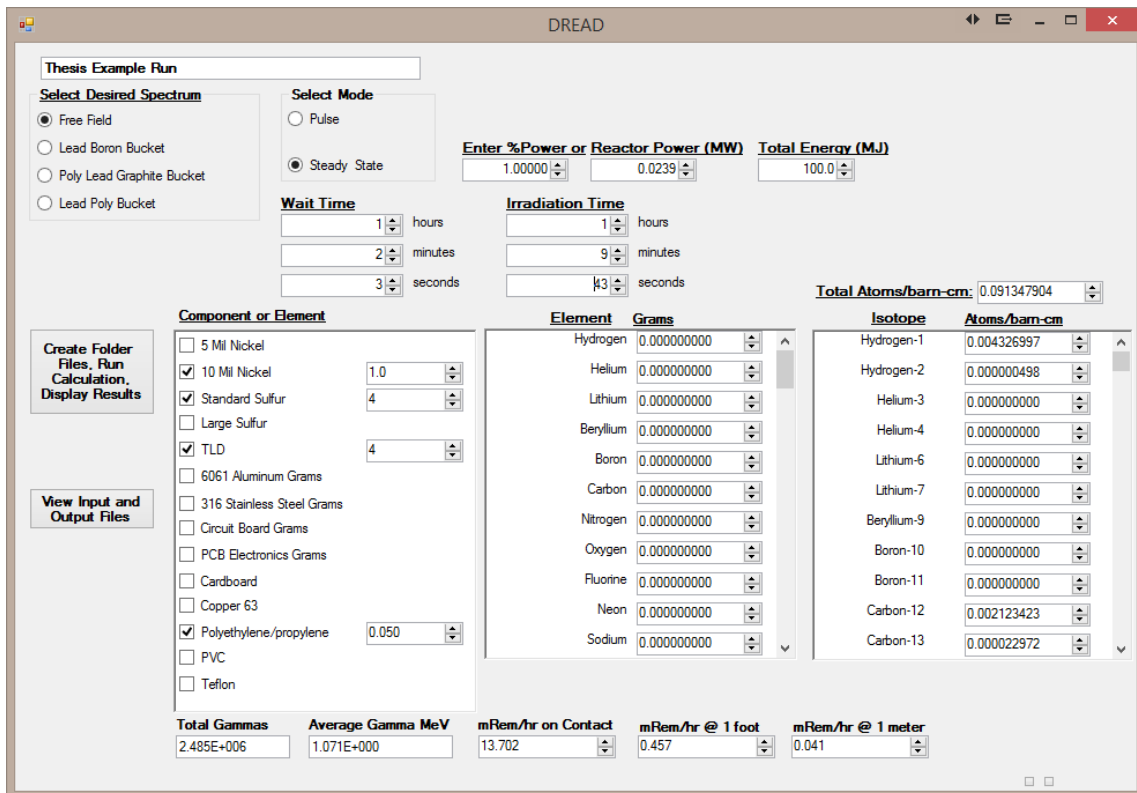 DREAD
Thesis Example Run
Select Desired Spectrum
Free Field
Lead Boron Bucket
Poly Lead Graphite Bucket
Lead Poly Bucket
Select Mode
Pulse
Steady State
Enter %Power or Reactor Power (MW) Total Energy (MJ)
1.00000 0.0239 100.0
Wait Time
1 hours
2 minutes
3 seconds
Irradiation Time
1 hours
9 minutes
43 seconds
Total Atoms/barn-cm: 0.091347904
Create Folder
Files, Run
Calculation,
Display Results
View Input and
Output Files
Component or Element
5 Mil Nickel
10 Mil Nickel 1.0
Standard Sulfur 4
Large Sulfur
TLD 4
6061 Aluminum Grams
316 Stainless Steel Grams
Circuit Board Grams
PCB Electronics Grams
Cardboard
Copper 63
Polyethylene/propylene 0.050
PVC
Teflon
Element Grams
Hydrogen 0.000000000
Helium 0.000000000
Lithium 0.000000000
Beryllium 0.000000000
Boron 0.000000000
Carbon 0.000000000
Nitrogen 0.000000000
Oxygen 0.000000000
Fluorine 0.000000000
Neon 0.000000000
Sodium 0.000000000
Isotope Atoms/barn-cm
Hydrogen-1 0.004326997
Hydrogen-2 0.000000498
Helium-3 0.000000000
Helium-4 0.000000000
Lithium-6 0.000000000
Lithium-7 0.000000000
Beryllium-9 0.000000000
Boron-10 0.000000000
Boron-11 0.000000000
Carbon-12 0.002123423
Carbon-13 0.000022972
Total Gammas Average Gamma MeV mRem/hr on Contact mRem/hr @ 1 foot mRem/hr @ 1 meter
2.485E+006 1.071E+000 13.702 0.457 0.041